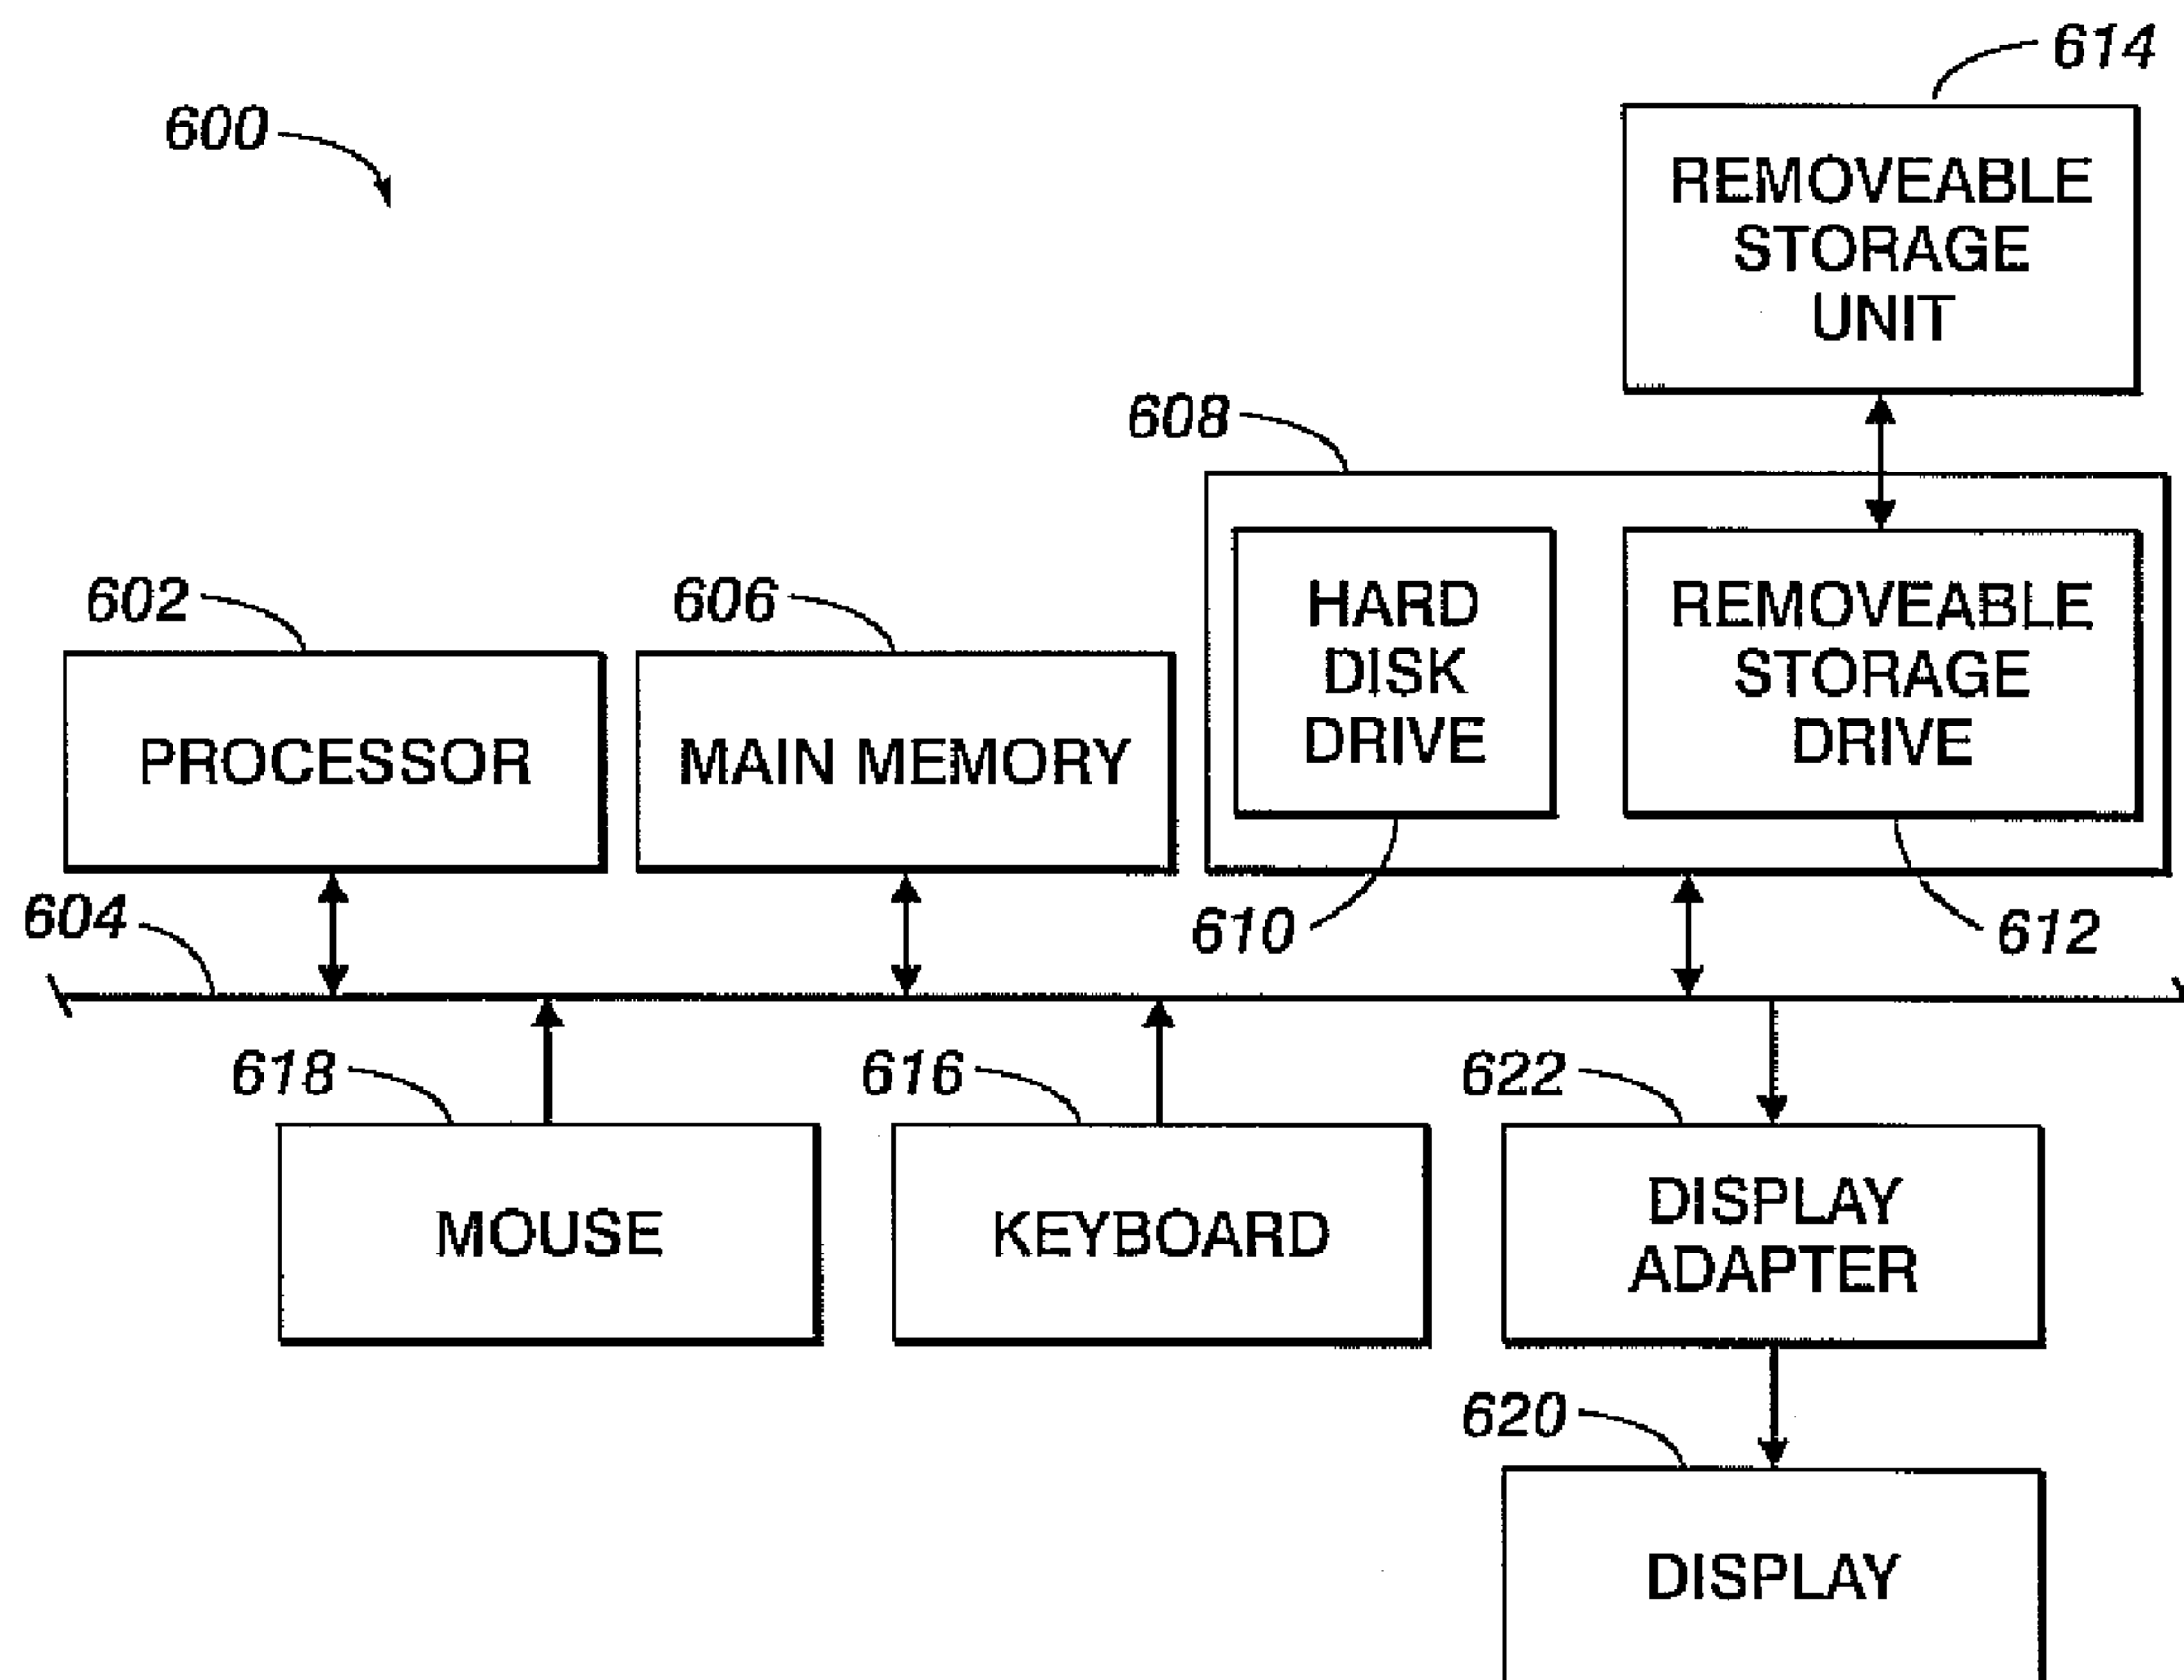 614
600
REMOVEABLE
STORAGE
UNIT
608
602
606
HARD
DISK
DRIVE
REMOVEABLE
STORAGE
DRIVE
PROCESSOR
MAIN MEMORY
604
610
612
618
616
622
MOUSE
KEYBOARD
DISPLAY
ADAPTER
620
DISPLAY